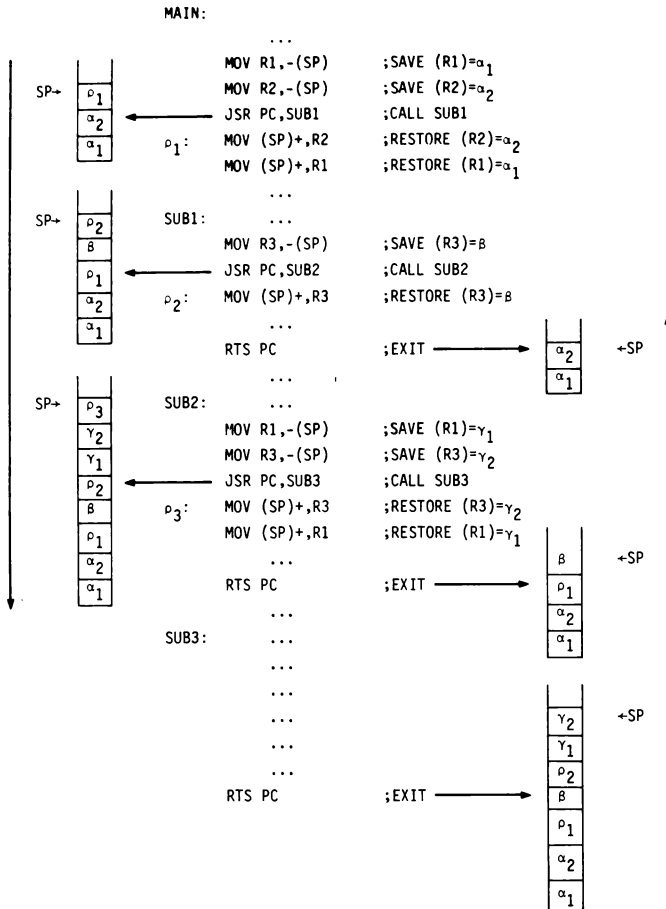 MAIN:
...
MOV R1,-(SP) ;SAVE (R1)=α1
SP→ ρ1 MOV R2,-(SP) ;SAVE (R2)=α2
α2 JSR PC,SUB1 ;CALL SUB1
α1 ρ1: MOV (SP)+,R2 ;RESTORE (R2)=α2
MOV (SP)+,R1 ;RESTORE (R1)=α1
...
SP→ ρ2 SUB1: ...
β MOV R3,-(SP) ;SAVE (R3)=β
ρ1 JSR PC,SUB2 ;CALL SUB2
α2 ρ2: MOV (SP)+,R3 ;RESTORE (R3)=β
α1 ...
RTS PC ;EXIT α2 ←SP
α1
...
SP→ ρ3 SUB2: ...
γ2 MOV R1,-(SP) ;SAVE (R1)=γ1
γ1 MOV R3,-(SP) ;SAVE (R3)=γ2
ρ2 JSR PC,SUB3 ;CALL SUB3
β ρ3: MOV (SP)+,R3 ;RESTORE (R3)=γ2
ρ1 MOV (SP)+,R1 ;RESTORE (R1)=γ1
α2 ... β ←SP
α1 RTS PC ;EXIT ρ1
... α2
SUB3: ... α1
...
...
... γ2 ←SP
... γ1
... ρ2
RTS PC ;EXIT β
ρ1
α2
α1